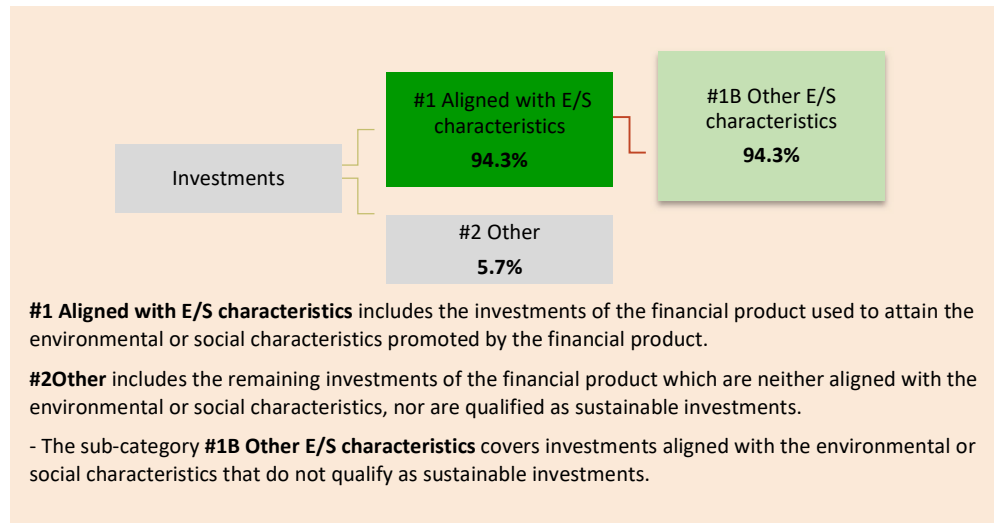 #1 Aligned with E/S
characteristics
94.3%
#1B Other E/S
characteristics
94.3%
Investments
#2 Other
5.7%
#1 Aligned with E/S characteristics includes the investments of the financial product used to attain the
environmental or social characteristics promoted by the financial product.
#2Other includes the remaining investments of the financial product which are neither aligned with the
environmental or social characteristics, nor are qualified as sustainable investments.
- The sub-category #1B Other E/S characteristics covers investments aligned with the environmental or
social characteristics that do not qualify as sustainable investments.